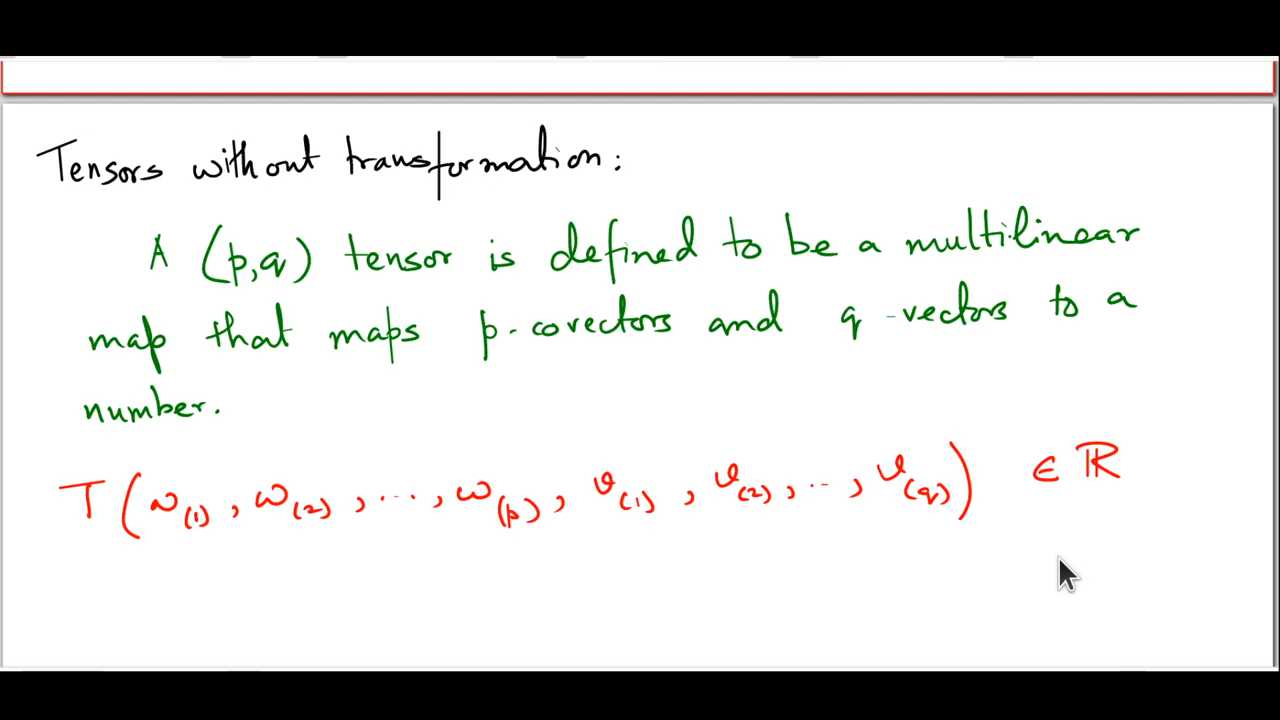 Tensors without transformation:
A (p,q) tensor is defined to be a multilinear
map that maps p-covectors and q-vectors to a
number.
T(ω₍₁₎, ω₍₂₎, ..., ω₍ₚ₎, v₍₁₎, v₍₂₎, .., v₍q₎) ∈ ℝ